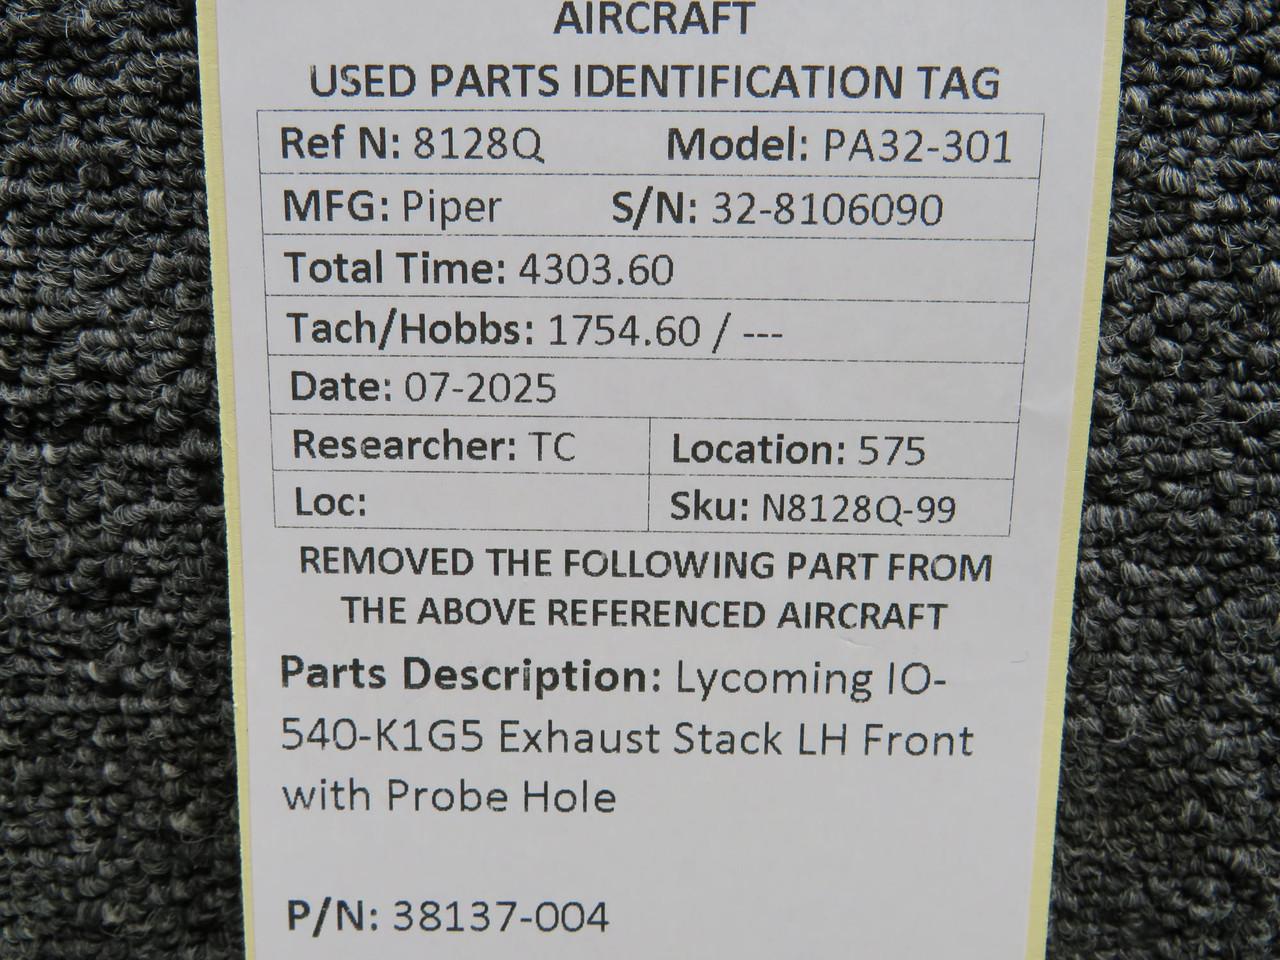 AIRCRAFT
USED PARTS IDENTIFICATION TAG
Ref N: 8128Q Model: PA32-301
MFG: Piper S/N: 32-8106090
Total Time: 4303.60
Tach/Hobbs: 1754.60 / ---
Date: 07-2025
Researcher: TC Location: 575
Loc: Sku: N8128Q-99
REMOVED THE FOLLOWING PART FROM
THE ABOVE REFERENCED AIRCRAFT
Parts Description: Lycoming IO-
540-K1G5 Exhaust Stack LH Front
with Probe Hole
P/N: 38137-004